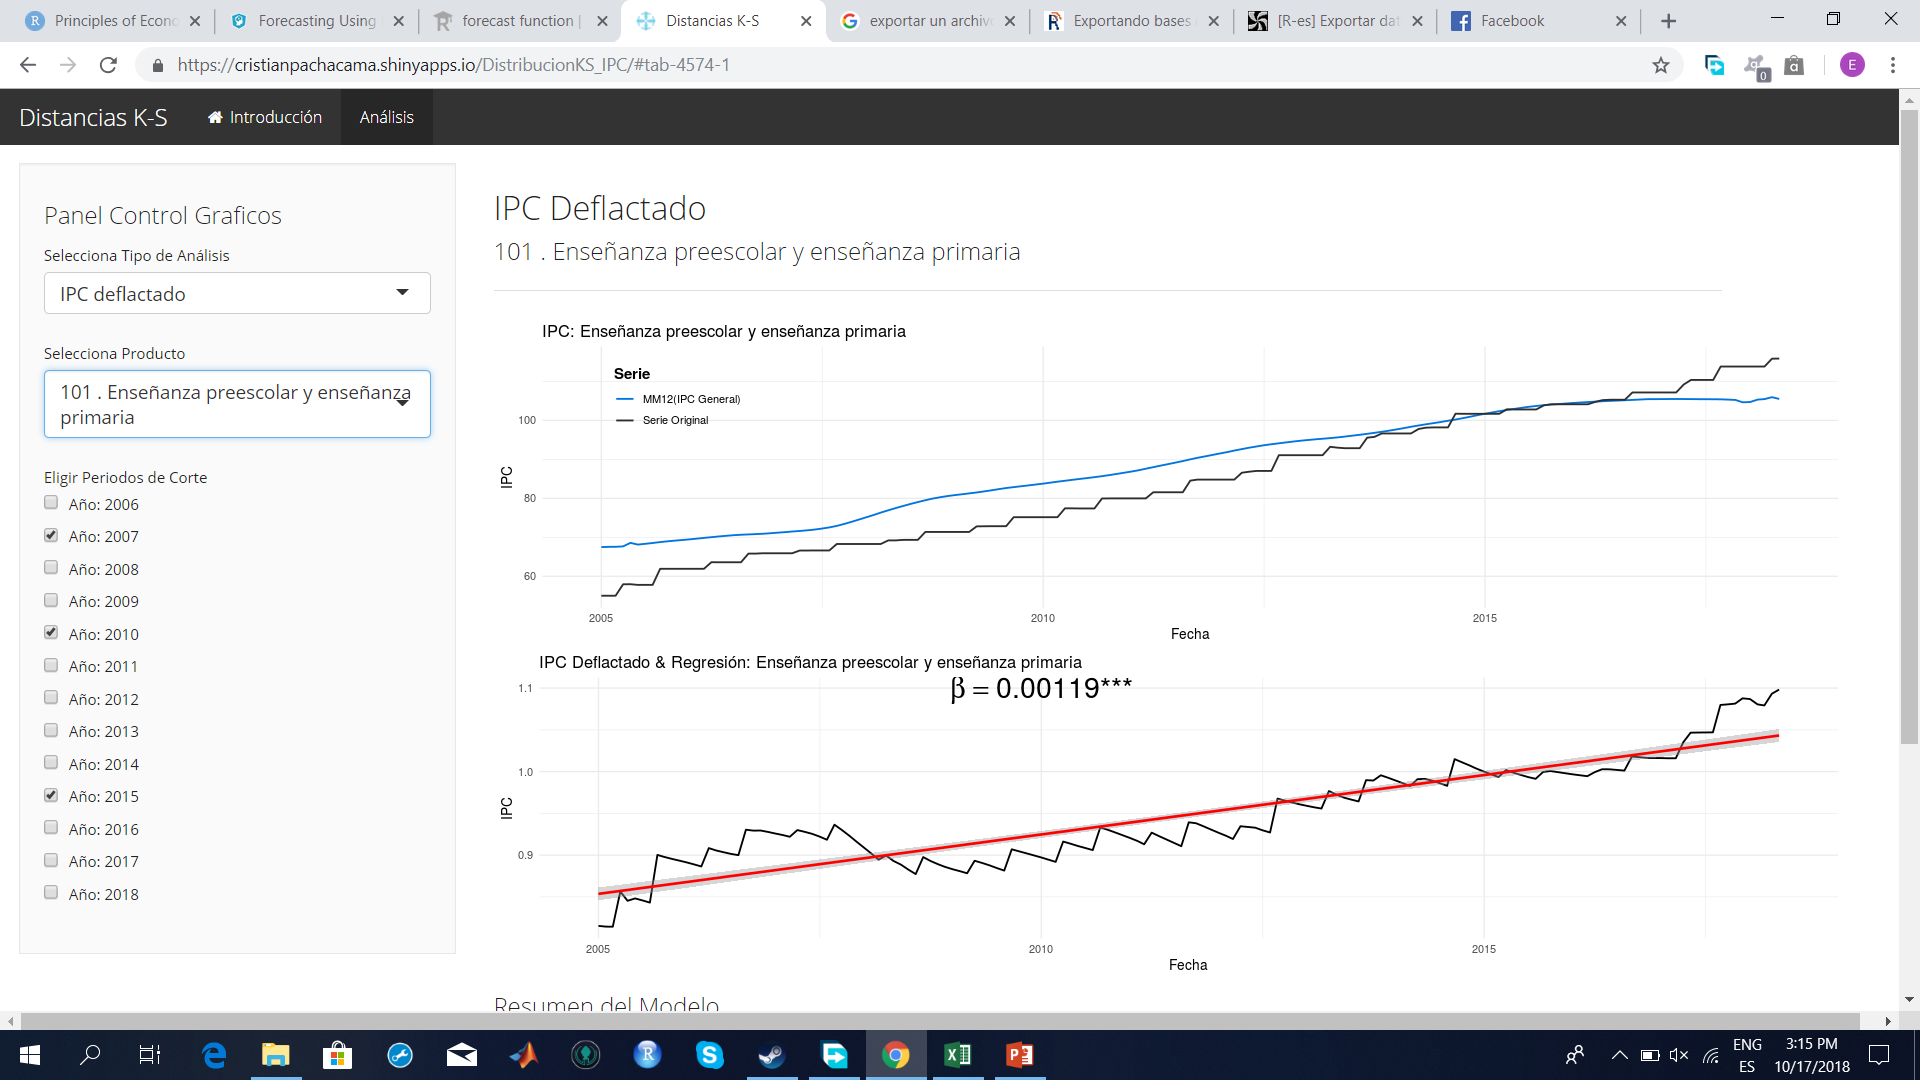 Principles of Econo
Forecasting Using
forecast function |
Distancias K-S
exportar un archivo
Exportando bases
[R-es] Exportar dat
Facebook
https://cristianpachacama.shinyapps.io/DistribucionKS_IPC/#tab-4574-1
0
E
Distancias K-S
Introducción
Análisis
Panel Control Graficos
Selecciona Tipo de Análisis
IPC deflactado
Selecciona Producto
101 . Enseñanza preescolar y enseñanza
primaria
Eligir Periodos de Corte
Año: 2006
Año: 2007
Año: 2008
Año: 2009
Año: 2010
Año: 2011
Año: 2012
Año: 2013
Año: 2014
Año: 2015
Año: 2016
Año: 2017
Año: 2018
IPC Deflactado
101 . Enseñanza preescolar y enseñanza primaria
IPC: Enseñanza preescolar y enseñanza primaria
Serie
MM12(IPC General)
Serie Original
100
80
60
IPC
2005
2010
2015
Fecha
IPC Deflactado & Regresión: Enseñanza preescolar y enseñanza primaria
β = 0.00119***
1.1
1.0
0.9
IPC
2005
2010
2015
Fecha
Resumen del Modelo
ENG
ES
3:15 PM
10/17/2018